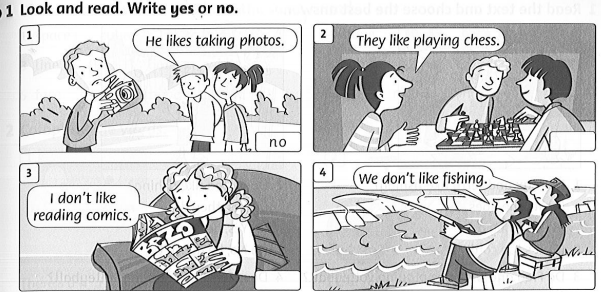 1 Look and read. Write yes or no.
1
He likes taking photos.
no
2
They like playing chess.
3
I don't like
reading comics.
BEZO
4
We don't like fishing.